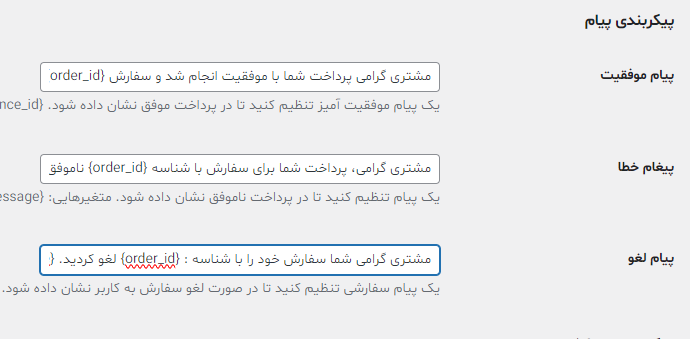 پیکربندی پیام
پیام موفقیت
مشتری گرامی پرداخت شما با موفقیت انجام شد و سفارش {order_id
یک پیام موفقیت آمیز تنظیم کنید تا در پرداخت موفق نشان داده شود. {nce_id
پیغام خطا
مشتری گرامی، پرداخت شما برای سفارش با شناسه {order_id} ناموفق
یک پیام تنظیم کنید تا در پرداخت ناموفق نشان داده شود. متغیرهایی: {essage
پیام لغو
مشتری گرامی شما سفارش خود را با شناسه : {order_id} لغو کردید. {
یک پیام سفارشی تنظیم کنید تا در صورت لغو سفارش به کاربر نشان داده شود.